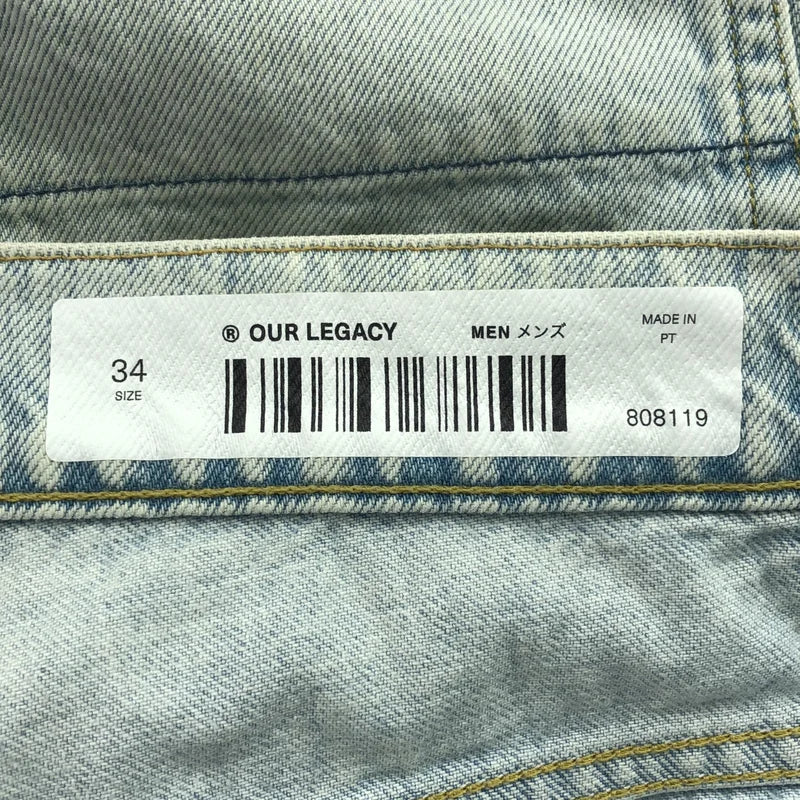 ® OUR LEGACY
MEN メンズ
MADE IN
PT
34
SIZE
808119